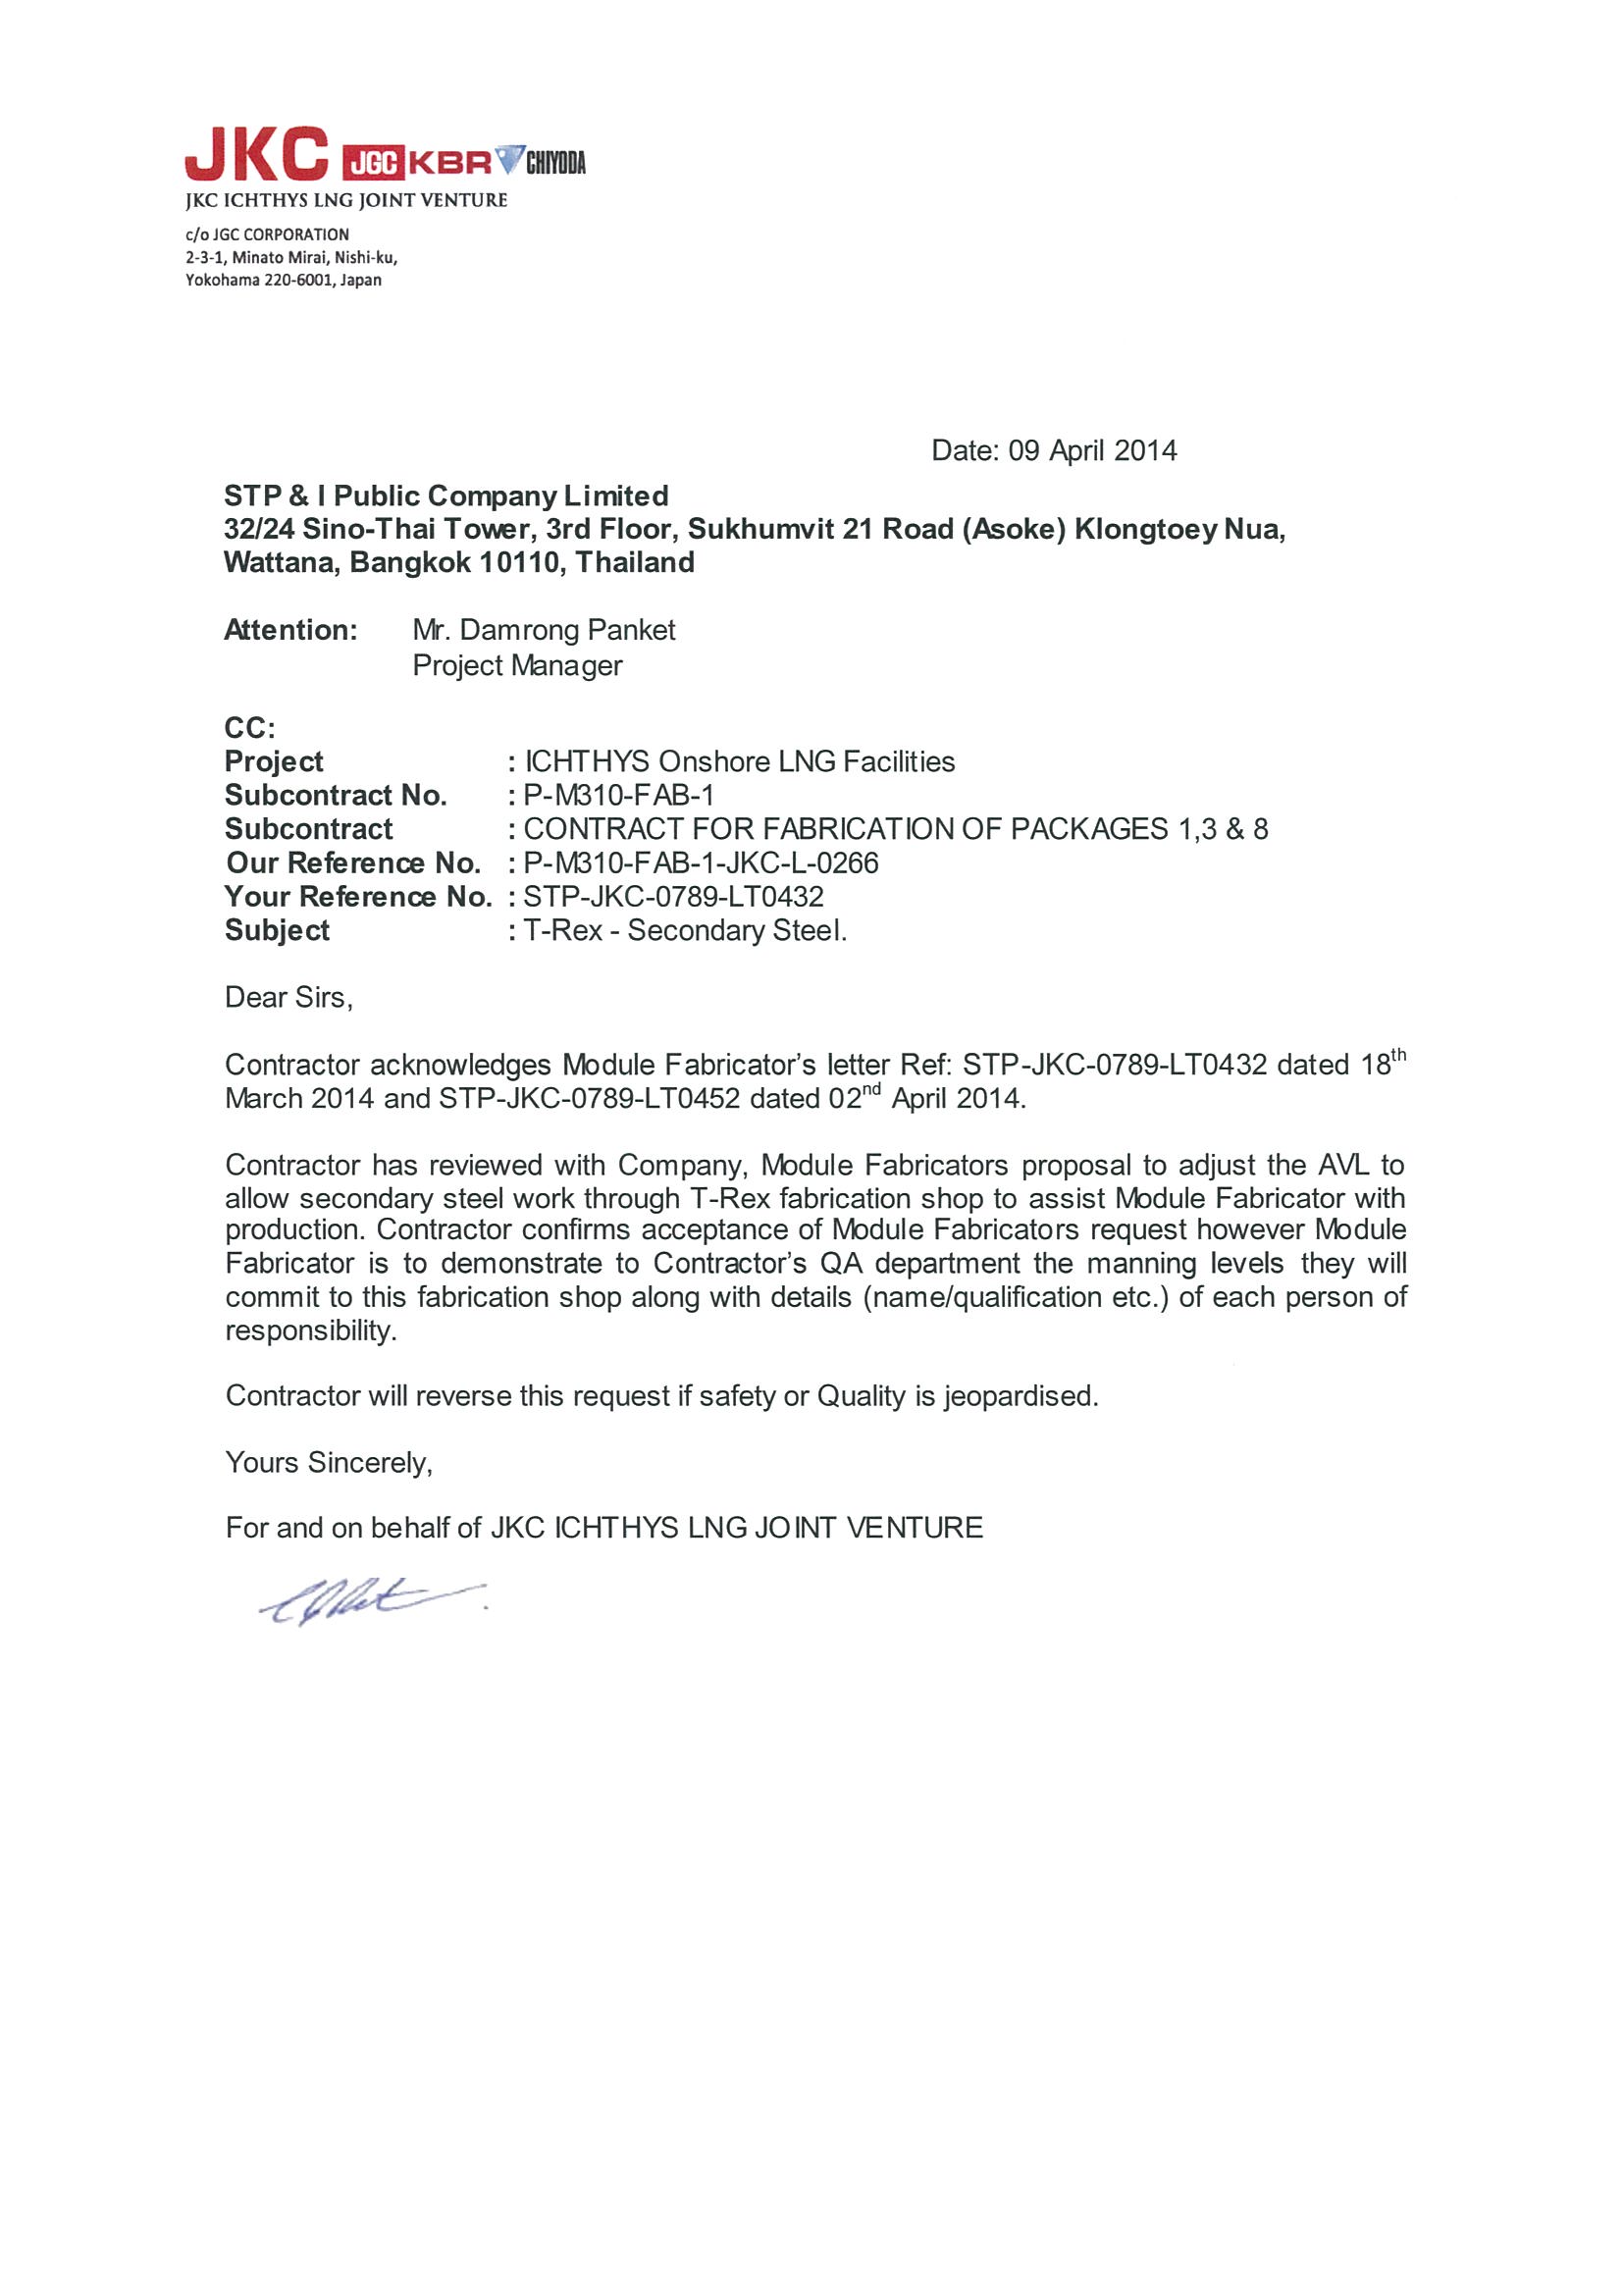 JKC JGC KBR CHIYODA
JKC ICHTHYS LNG JOINT VENTURE
c/o JGC CORPORATION
2-3-1, Minato Mirai, Nishi-ku,
Yokohama 220-6001, Japan
Date: 09 April 2014
STP & I Public Company Limited
32/24 Sino-Thai Tower, 3rd Floor, Sukhumvit 21 Road (Asoke) Klongtoey Nua,
Wattana, Bangkok 10110, Thailand
Attention: Mr. Damrong Panket
Project Manager
CC:
Project : ICHTHYS Onshore LNG Facilities
Subcontract No. : P-M310-FAB-1
Subcontract : CONTRACT FOR FABRICATION OF PACKAGES 1,3 & 8
Our Reference No. : P-M310-FAB-1-JKC-L-0266
Your Reference No. : STP-JKC-0789-LT0432
Subject : T-Rex - Secondary Steel.
Dear Sirs,
Contractor acknowledges Module Fabricator's letter Ref: STP-JKC-0789-LT0432 dated 18th
March 2014 and STP-JKC-0789-LT0452 dated 02nd April 2014.
Contractor has reviewed with Company, Module Fabricators proposal to adjust the AVL to
allow secondary steel work through T-Rex fabrication shop to assist Module Fabricator with
production. Contractor confirms acceptance of Module Fabricators request however Module
Fabricator is to demonstrate to Contractor's QA department the manning levels they will
commit to this fabrication shop along with details (name/qualification etc.) of each person of
responsibility.
Contractor will reverse this request if safety or Quality is jeopardised.
Yours Sincerely,
For and on behalf of JKC ICHTHYS LNG JOINT VENTURE